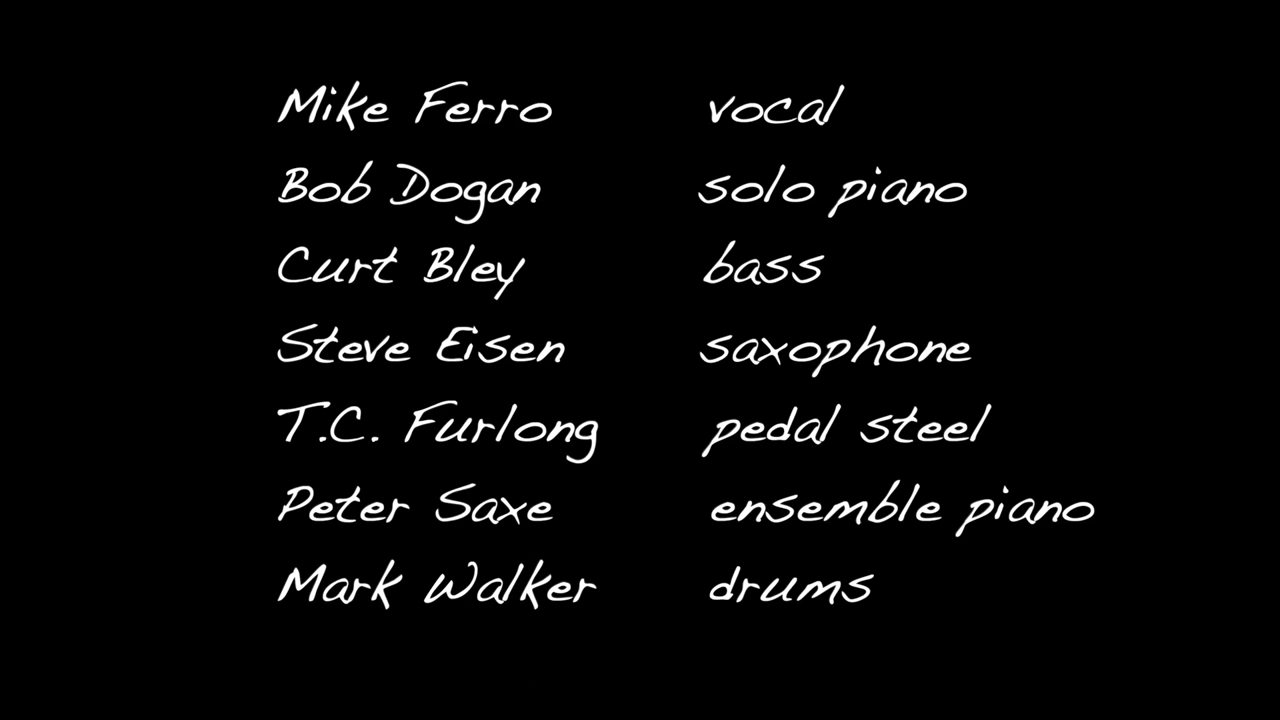 Mike Ferro vocal
Bob Dogan solo piano
Curt Bley bass
Steve Eisen saxophone
T.C. Furlong pedal steel
Peter Saxe ensemble piano
Mark Walker drums